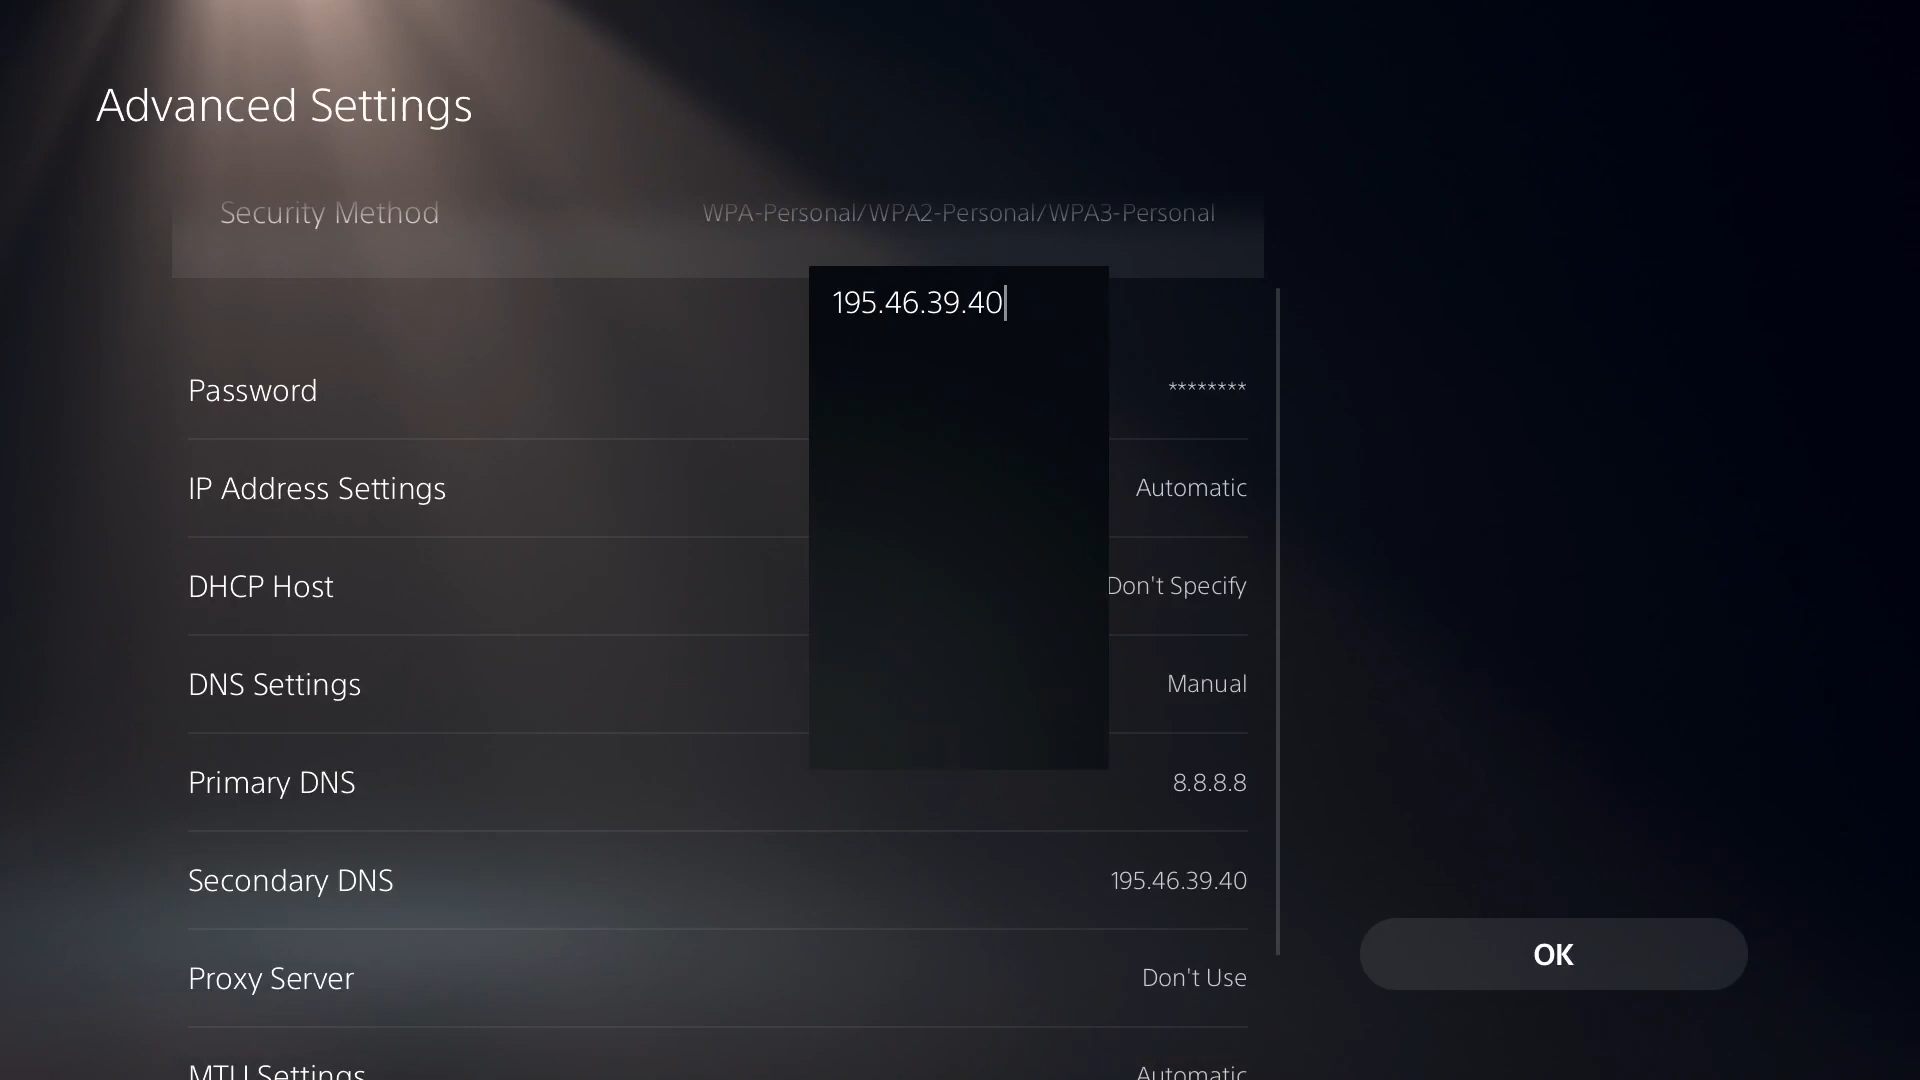 Advanced Settings
Security Method WPA-Personal/WPA2-Personal/WPA3-Personal
195.46.39.40
Password ********
IP Address Settings Automatic
DHCP Host Don't Specify
DNS Settings Manual
Primary DNS 8.8.8.8
Secondary DNS 195.46.39.40
OK
Proxy Server Don't Use
MTU Settings Automatic